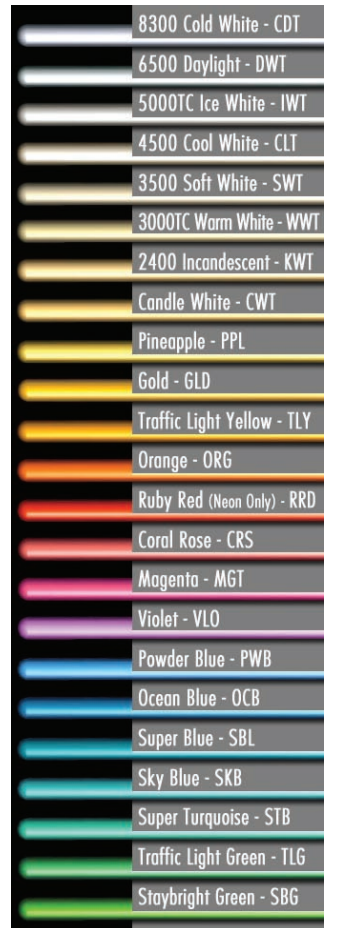 8300 Cold White - CDT
6500 Daylight - DWT
5000TC Ice White - IWT
4500 Cool White - CLT
3500 Soft White - SWT
3000TC Warm White - WWT
2400 Incandescent - KWT
Candle White - CWT
Pineapple - PPL
Gold - GLD
Traffic Light Yellow - TLY
Orange - ORG
Ruby Red (Neon Only) - RRD
Coral Rose - CRS
Magenta - MGT
Violet - VLO
Powder Blue - PWB
Ocean Blue - OCB
Super Blue - SBL
Sky Blue - SKB
Super Turquoise - STB
Traffic Light Green - TLG
Staybright Green - SBG